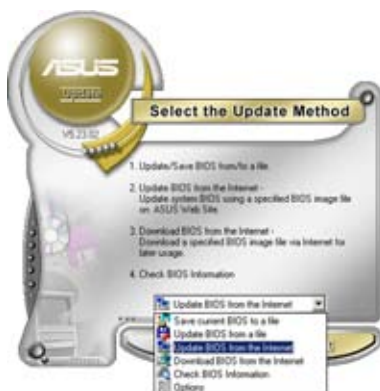 ASUS
Update
Select the Update Method
1. Update/Save BIOS from/to a file.
2. Update BIOS from the Internet -
Update system BIOS using a specified BIOS image file
on ASUS Web Site.
3. Download BIOS from the Internet -
Download a specified BIOS image file via Internet for
later usage.
4. Check BIOS Information
Update BIOS from the Internet
Save current BIOS to a file
Update BIOS from a file
Update BIOS from the Internet
Download BIOS from the Internet
Check BIOS Information
Options